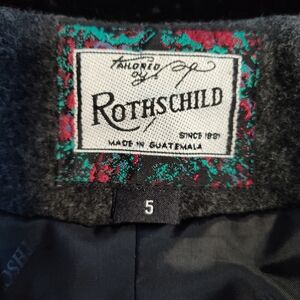 TAILORED
by
ROTHSCHILD
SINCE 1881
MADE IN GUATEMALA
5